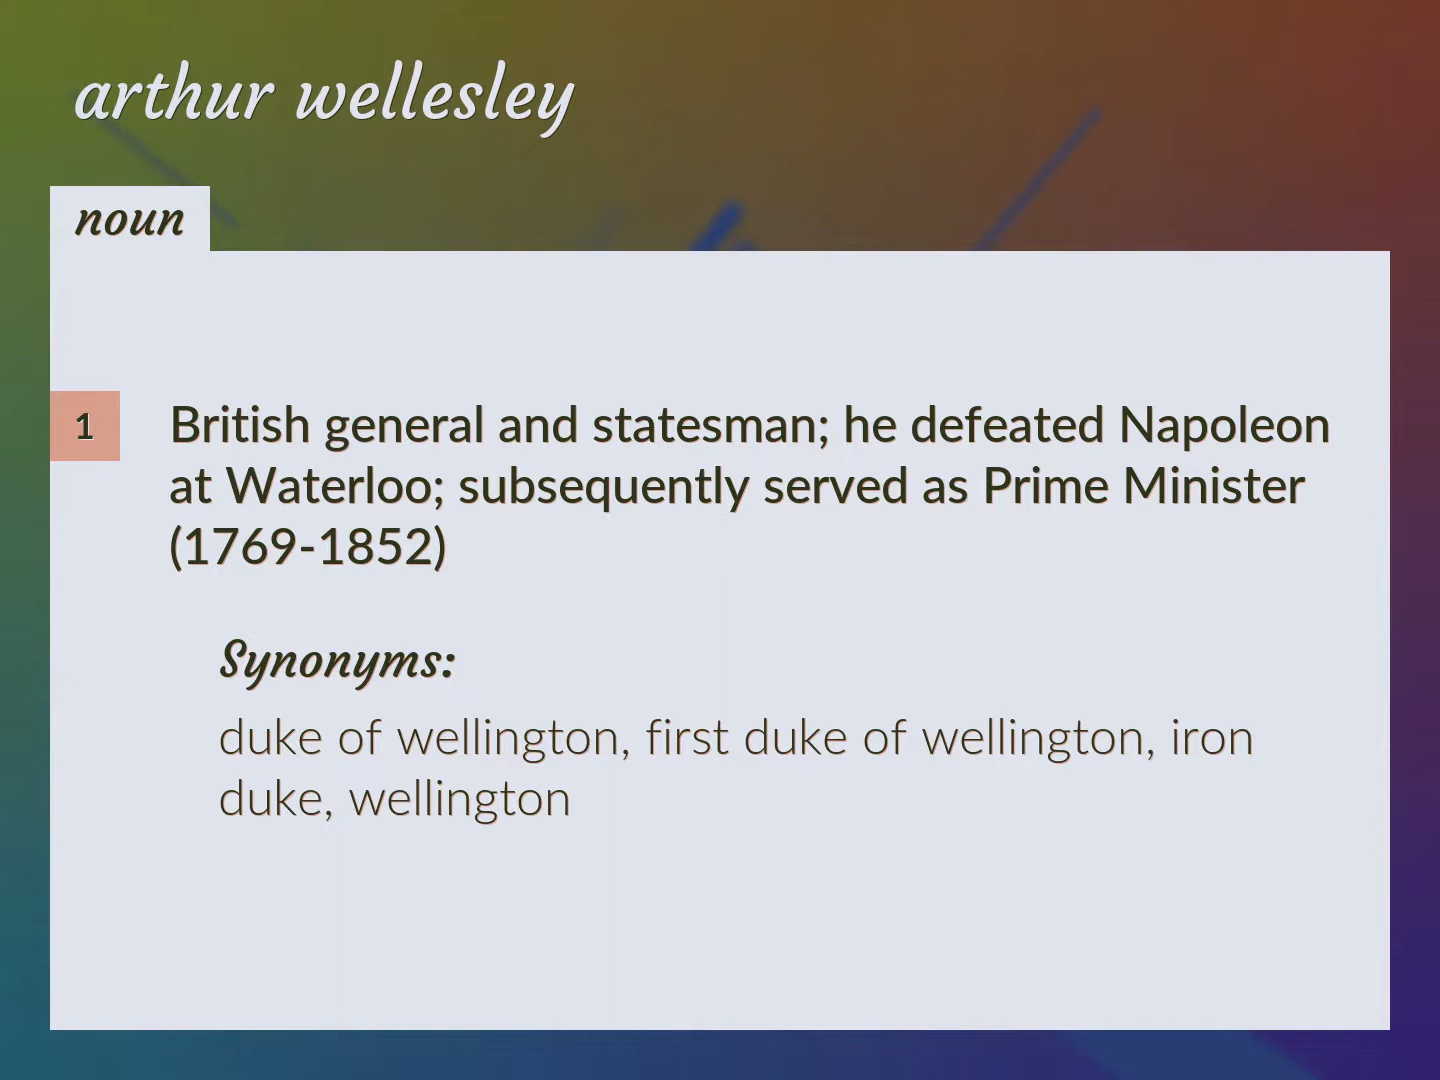 arthur wellesley
noun
1
British general and statesman; he defeated Napoleon
at Waterloo; subsequently served as Prime Minister
(1769-1852)
Synonyms:
duke of wellington, first duke of wellington, iron
duke, wellington